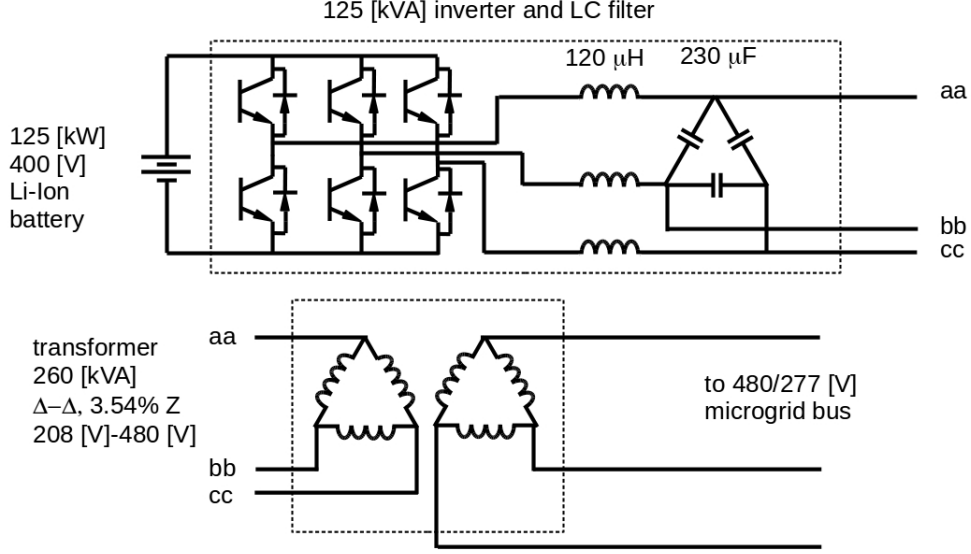 125 [kVA] inverter and LC filter
120 μH
230 μF
aa
125 [kW]
400 [V]
Li-Ion
battery
bb
cc
aa
transformer
260 [kVA]
Δ–Δ, 3.54% Z
208 [V]-480 [V]
to 480/277 [V]
microgrid bus
bb
cc